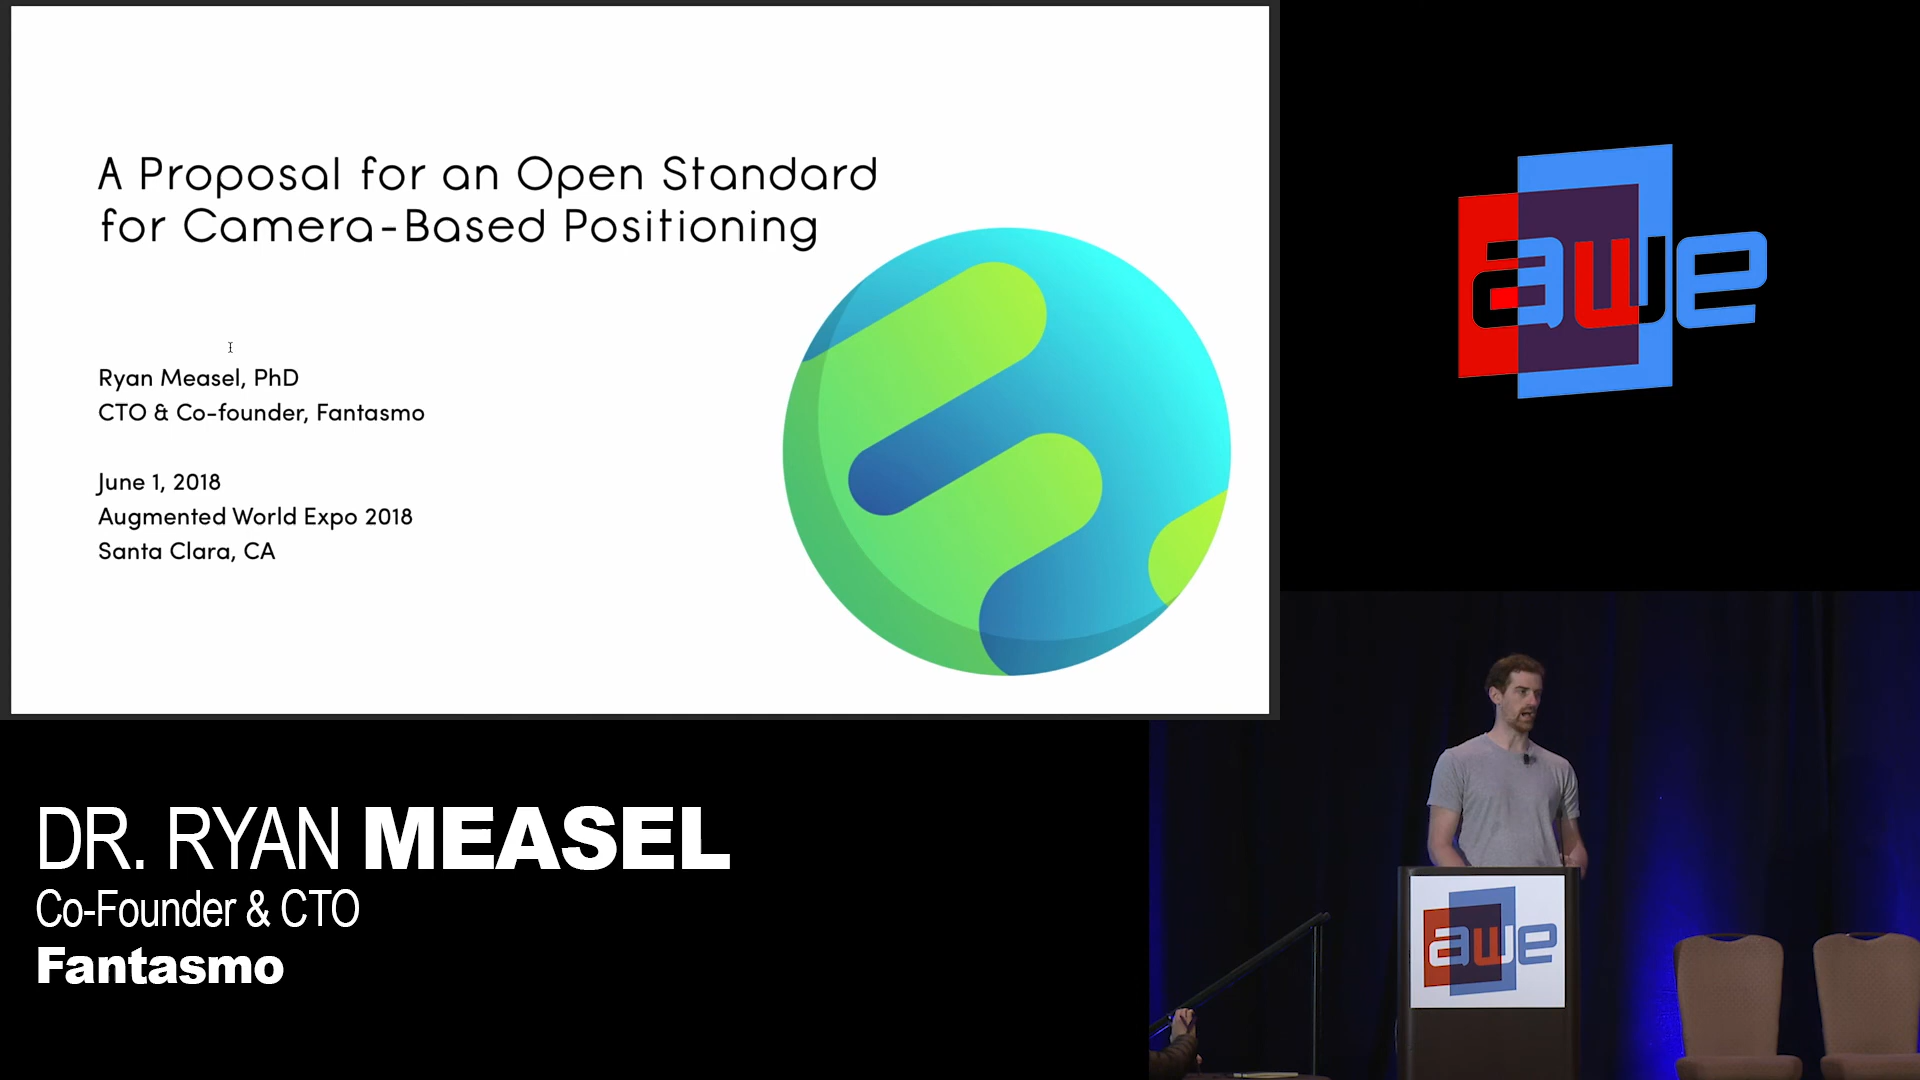 A Proposal for an Open Standard
for Camera-Based Positioning
Ryan Measel, PhD
CTO & Co-founder, Fantasmo
June 1, 2018
Augmented World Expo 2018
Santa Clara, CA
awe
DR. RYAN MEASEL
Co-Founder & CTO
Fantasmo
awe